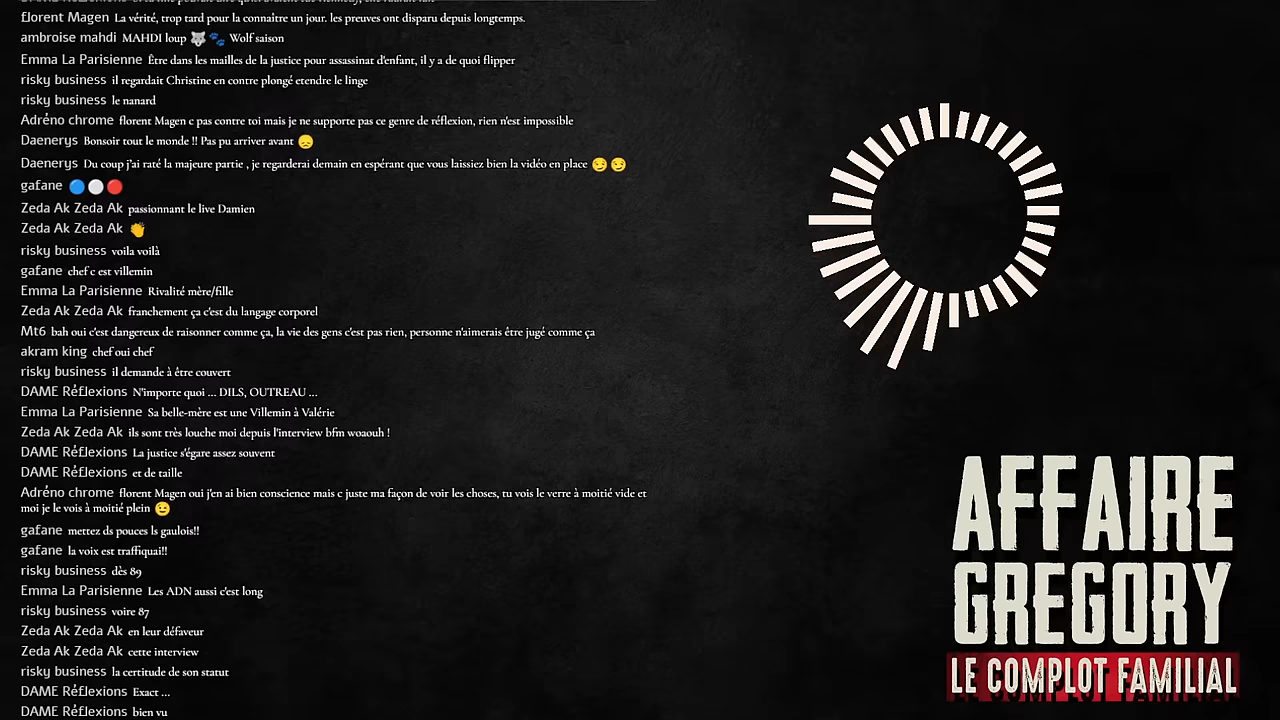 florent Magen La vérité, trop tard pour la connaître un jour. les preuves ont disparu depuis longtemps.
ambroise mahdi MAHDI loup 🐺 🐾 Wolf saison
Emma La Parisienne Être dans les mailles de la justice pour assassinat d'enfant, il y a de quoi flipper
risky business il regardait Christine en contre plongé etendre le linge
risky business le nanard
Adréno chrome florent Magen c pas contre toi mais je ne supporte pas ce genre de réflexion, rien n'est impossible
Daenerys Bonsoir tout le monde !! Pas pu arriver avant 😞
Daenerys Du coup j'ai raté la majeure partie , je regarderai demain en espérant que vous laissiez bien la vidéo en place 😏 😏
gafane 🔵⚪🔴
Zeda Ak Zeda Ak passionnant le live Damien
Zeda Ak Zeda Ak 👏
risky business voila voilà
gafane chef c est villemin
Emma La Parisienne Rivalité mère/fille
Zeda Ak Zeda Ak franchement ça c'est du langage corporel
Mt6 bah oui c'est dangereux de raisonner comme ça, la vie des gens c'est pas rien, personne n'aimerais être jugé comme ça
akram king chef oui chef
risky business il demande à être couvert
DAME Réflexions N'importe quoi ... DILS, OUTREAU ...
Emma La Parisienne Sa belle-mère est une Villemin à Valérie
Zeda Ak Zeda Ak ils sont très louche moi depuis l'interview bfm woaouh !
DAME Réflexions La justice s'égare assez souvent
DAME Réflexions et de taille
Adréno chrome florent Magen oui j'en ai bien conscience mais c juste ma façon de voir les choses, tu vois le verre à moitié vide et
moi je le vois à moitié plein 😉
gafane mettez ds pouces ls gaulois!!
gafane la voix est traffiquai!!
risky business dès 89
Emma La Parisienne Les ADN aussi c'est long
risky business voire 87
Zeda Ak Zeda Ak en leur défaveur
Zeda Ak Zeda Ak cette interview
risky business la certitude de son statut
DAME Réflexions Exact ...
DAME Réflexions bien vu
AFFAIRE
GREGORY
LE COMPLOT FAMILIAL